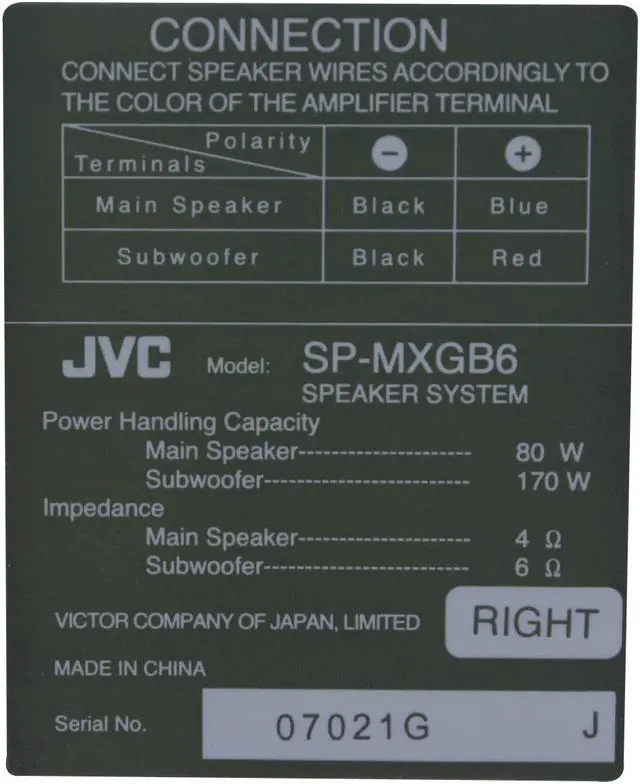 CONNECTION
CONNECT SPEAKER WIRES ACCORDINGLY TO
THE COLOR OF THE AMPLIFIER TERMINAL
Polarity
Terminals
− +
Main Speaker Black Blue
Subwoofer Black Red
JVC Model: SP-MXGB6
SPEAKER SYSTEM
Power Handling Capacity
Main Speaker---------------------- 80 W
Subwoofer-------------------------- 170 W
Impedance
Main Speaker---------------------- 4 Ω
Subwoofer-------------------------- 6 Ω
VICTOR COMPANY OF JAPAN, LIMITED RIGHT
MADE IN CHINA
Serial No. 07021G J